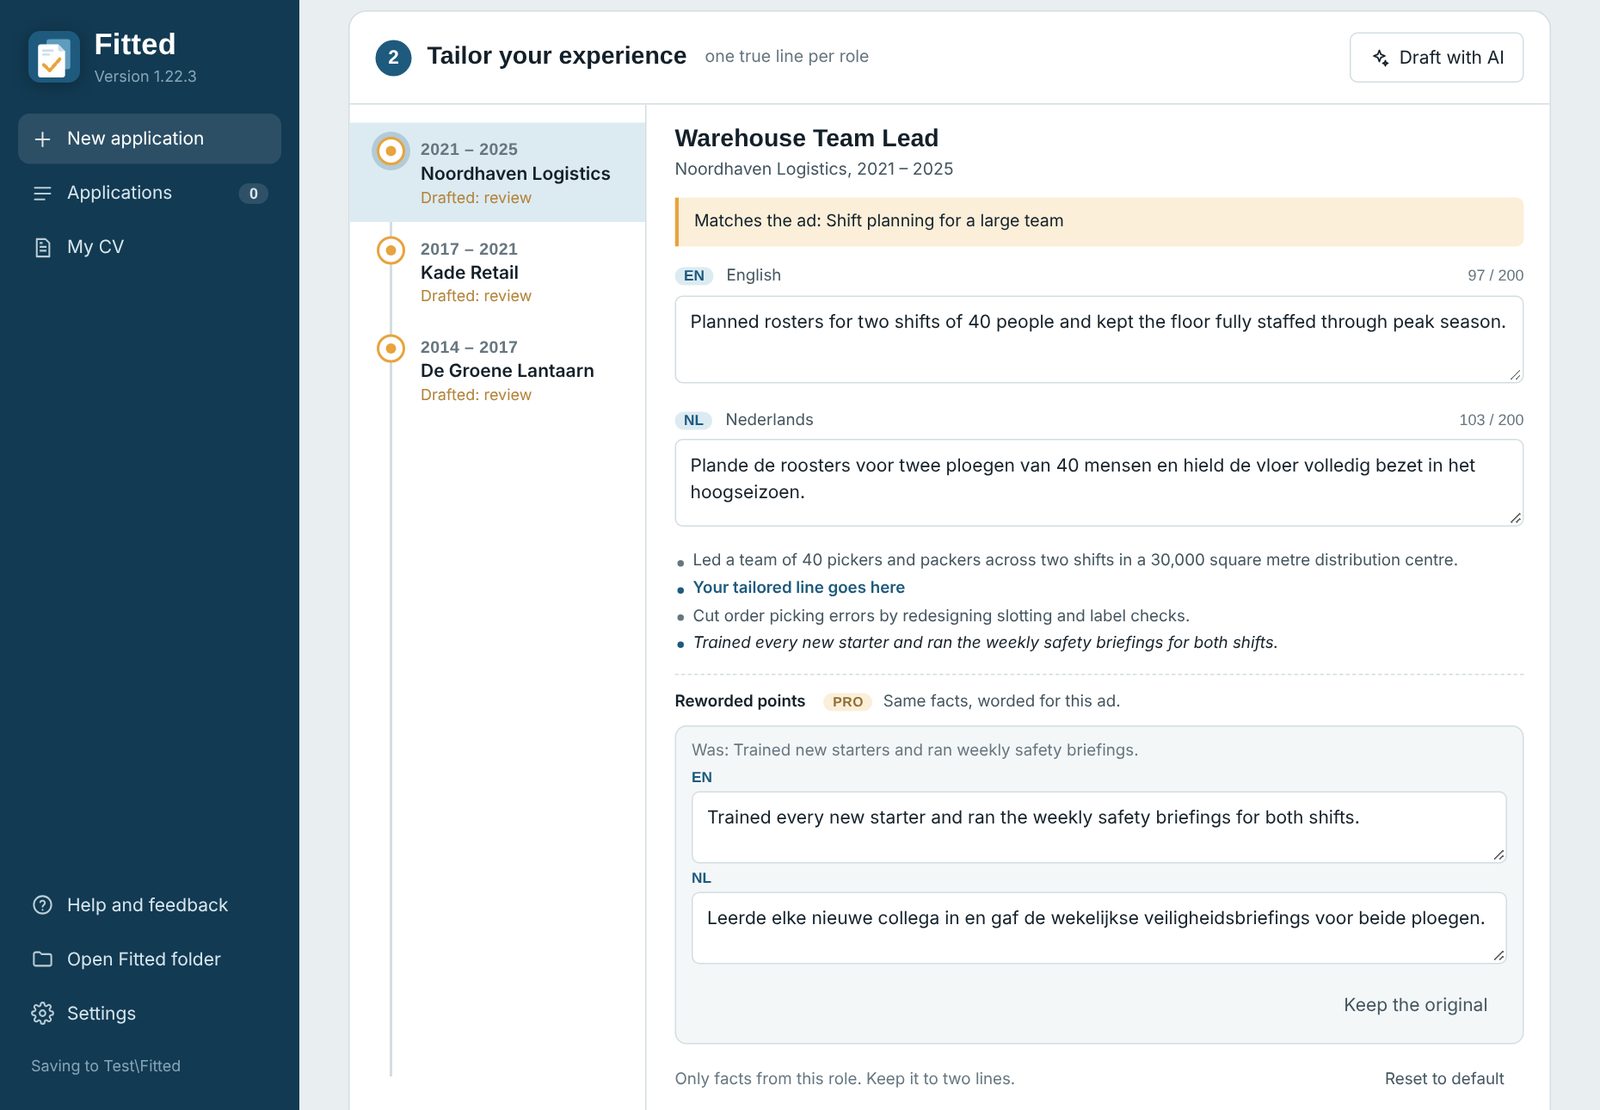 Fitted
Version 1.22.3
New application
Applications 0
My CV
Help and feedback
Open Fitted folder
Settings
Saving to Test\Fitted
2 Tailor your experience one true line per role
Draft with AI
2021 – 2025
Noordhaven Logistics
Drafted: review
2017 – 2021
Kade Retail
Drafted: review
2014 – 2017
De Groene Lantaarn
Drafted: review
Warehouse Team Lead
Noordhaven Logistics, 2021 – 2025
Matches the ad: Shift planning for a large team
EN English 97 / 200
Planned rosters for two shifts of 40 people and kept the floor fully staffed through peak season.
NL Nederlands 103 / 200
Plande de roosters voor twee ploegen van 40 mensen en hield de vloer volledig bezet in het
hoogseizoen.
Led a team of 40 pickers and packers across two shifts in a 30,000 square metre distribution centre.
Your tailored line goes here
Cut order picking errors by redesigning slotting and label checks.
Trained every new starter and ran the weekly safety briefings for both shifts.
Reworded points PRO Same facts, worded for this ad.
Was: Trained new starters and ran weekly safety briefings.
EN
Trained every new starter and ran the weekly safety briefings for both shifts.
NL
Leerde elke nieuwe collega in en gaf de wekelijkse veiligheidsbriefings voor beide ploegen.
Keep the original
Only facts from this role. Keep it to two lines.
Reset to default